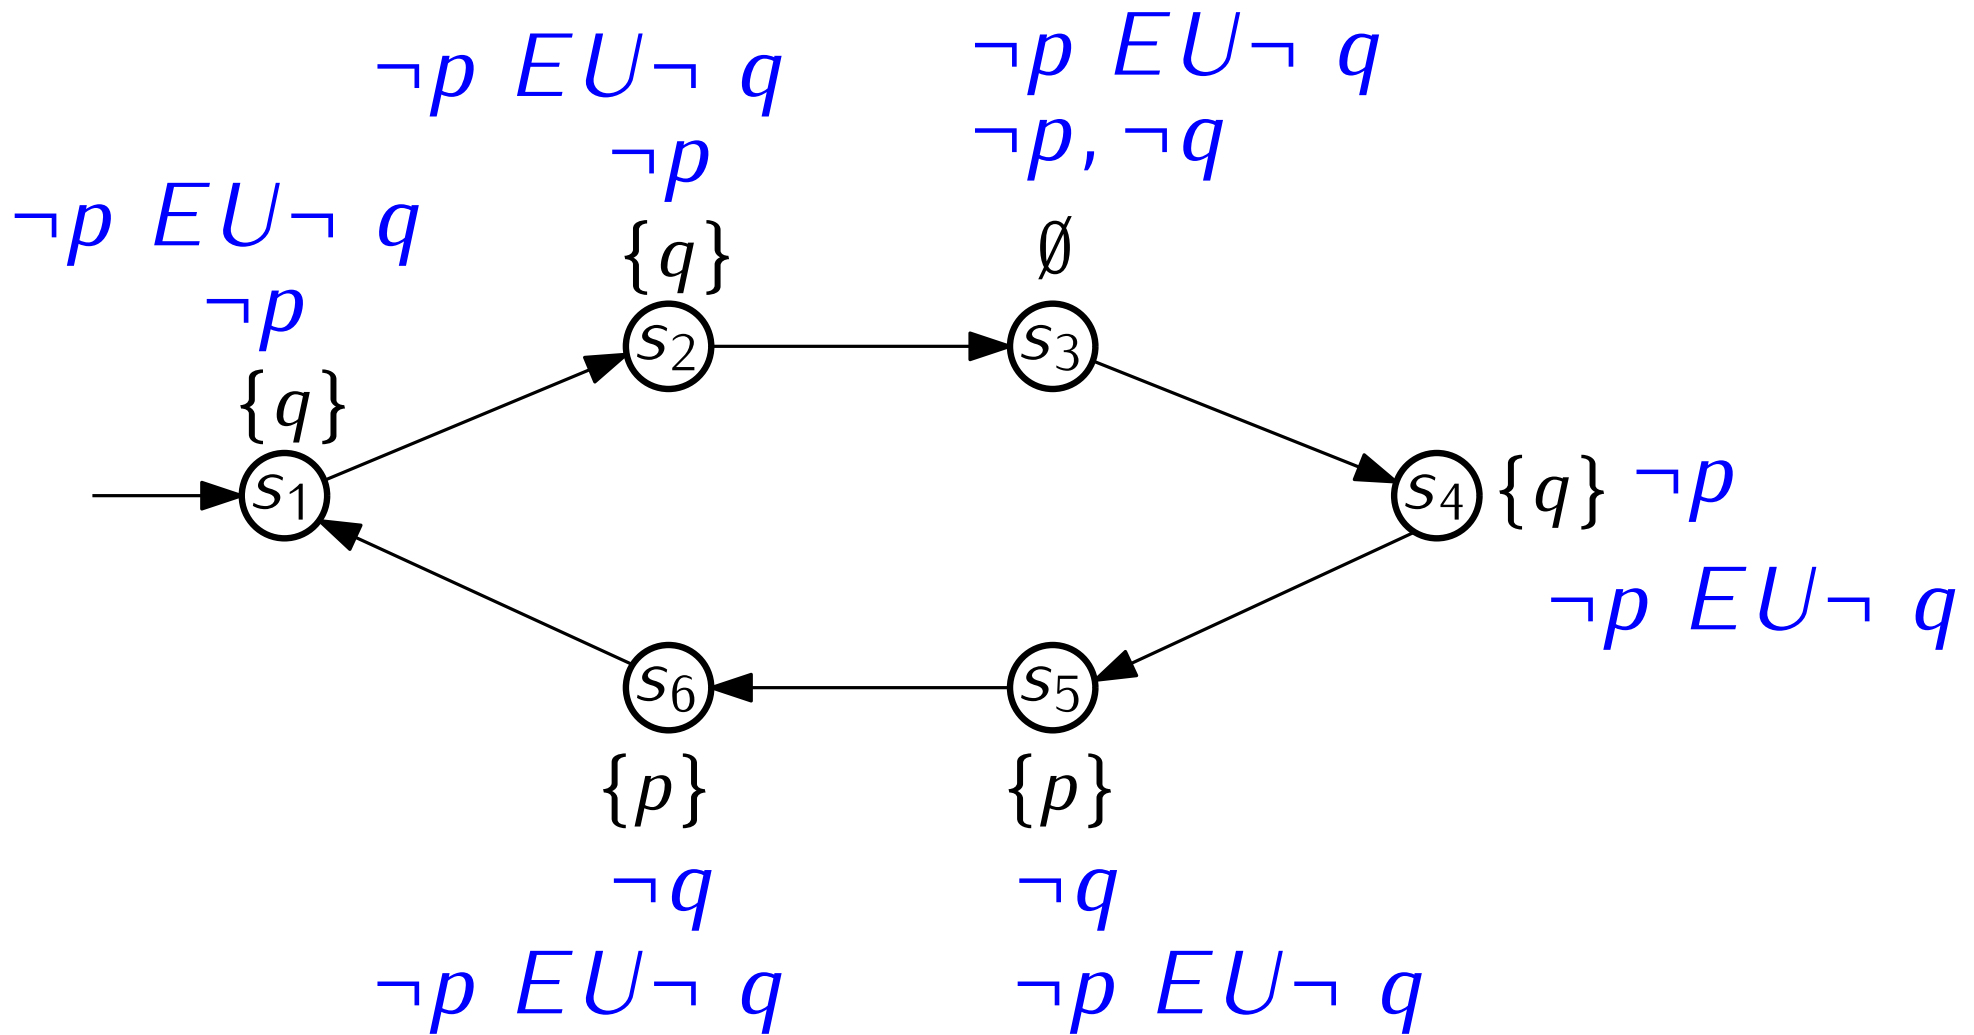 ¬p EU¬ q
¬p
{q}
s1
¬p EU¬ q
¬p
{q}
s2
¬p EU¬ q
¬p, ¬q
∅
s3
s4 {q} ¬p
¬p EU¬ q
s6
{p}
¬q
¬p EU¬ q
s5
{p}
¬q
¬p EU¬ q